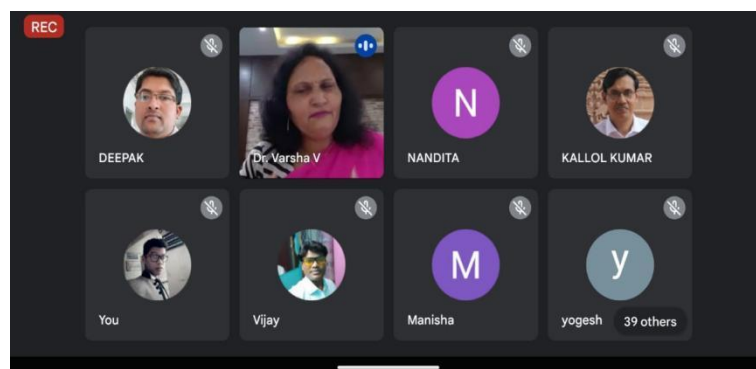 REC
DEEPAK
Dr. Varsha V
N
NANDITA
KALLOL KUMAR
You
Vijay
M
Manisha
y
yogesh
39 others